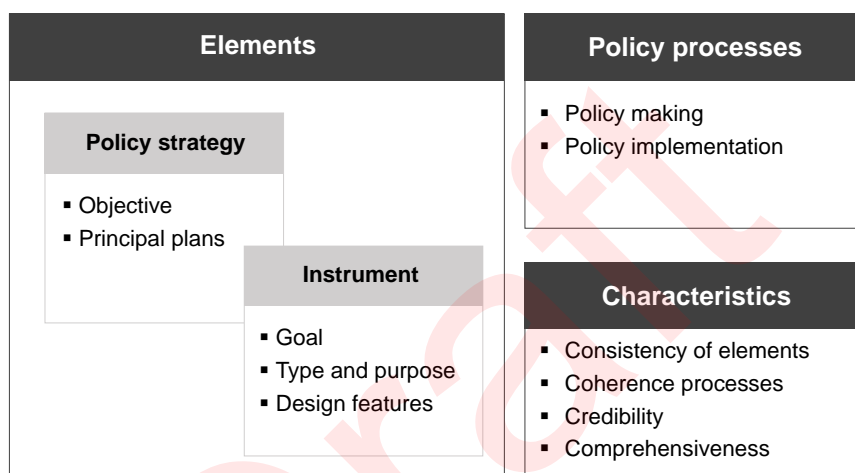 Elements
Policy strategy
▪ Objective
▪ Principal plans
Instrument
▪ Goal
▪ Type and purpose
▪ Design features
Policy processes
▪ Policy making
▪ Policy implementation
Characteristics
▪ Consistency of elements
▪ Coherence processes
▪ Credibility
▪ Comprehensiveness